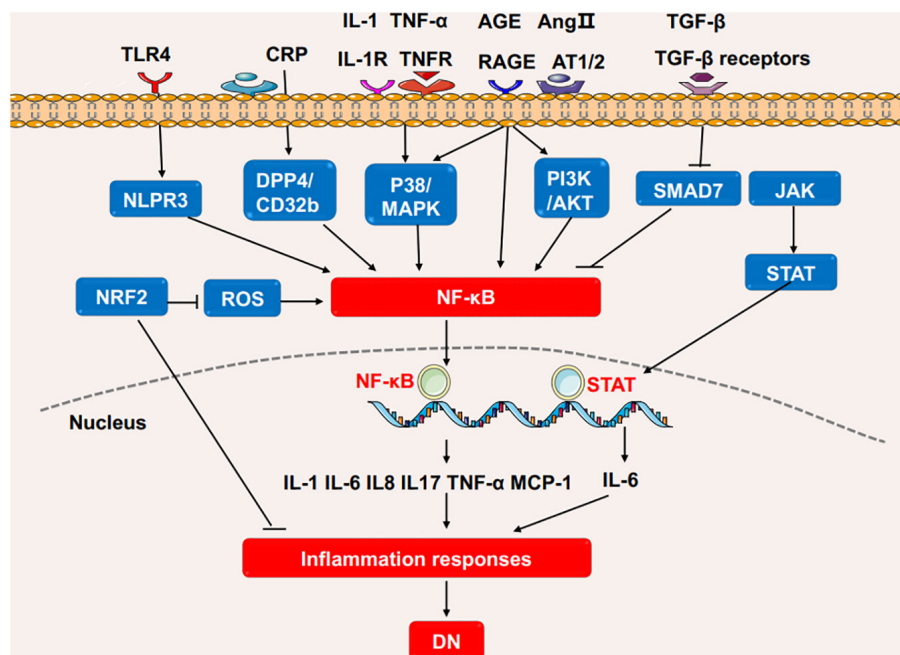 IL-1 TNF-α AGE AngⅡ TGF-β
TLR4 CRP IL-1R TNFR RAGE AT1/2 TGF-β receptors
NLPR3
DPP4/
CD32b
P38/
MAPK
PI3K
/AKT
SMAD7
JAK
NRF2
ROS
NF-κB
STAT
NF-κB
STAT
Nucleus
IL-1 IL-6 IL8 IL17 TNF-α MCP-1
IL-6
Inflammation responses
DN